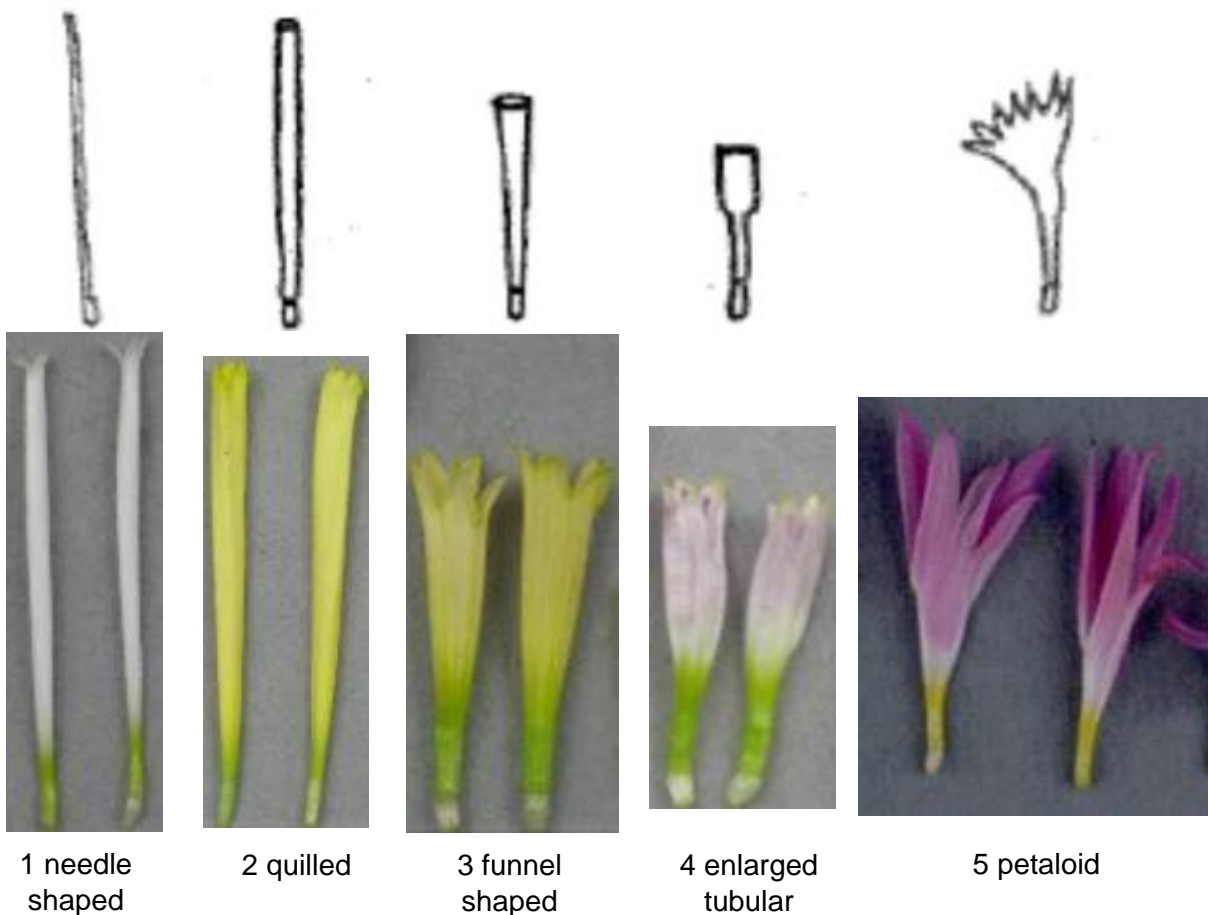 1 needle
shaped
2 quilled
3 funnel
shaped
4 enlarged
tubular
5 petaloid